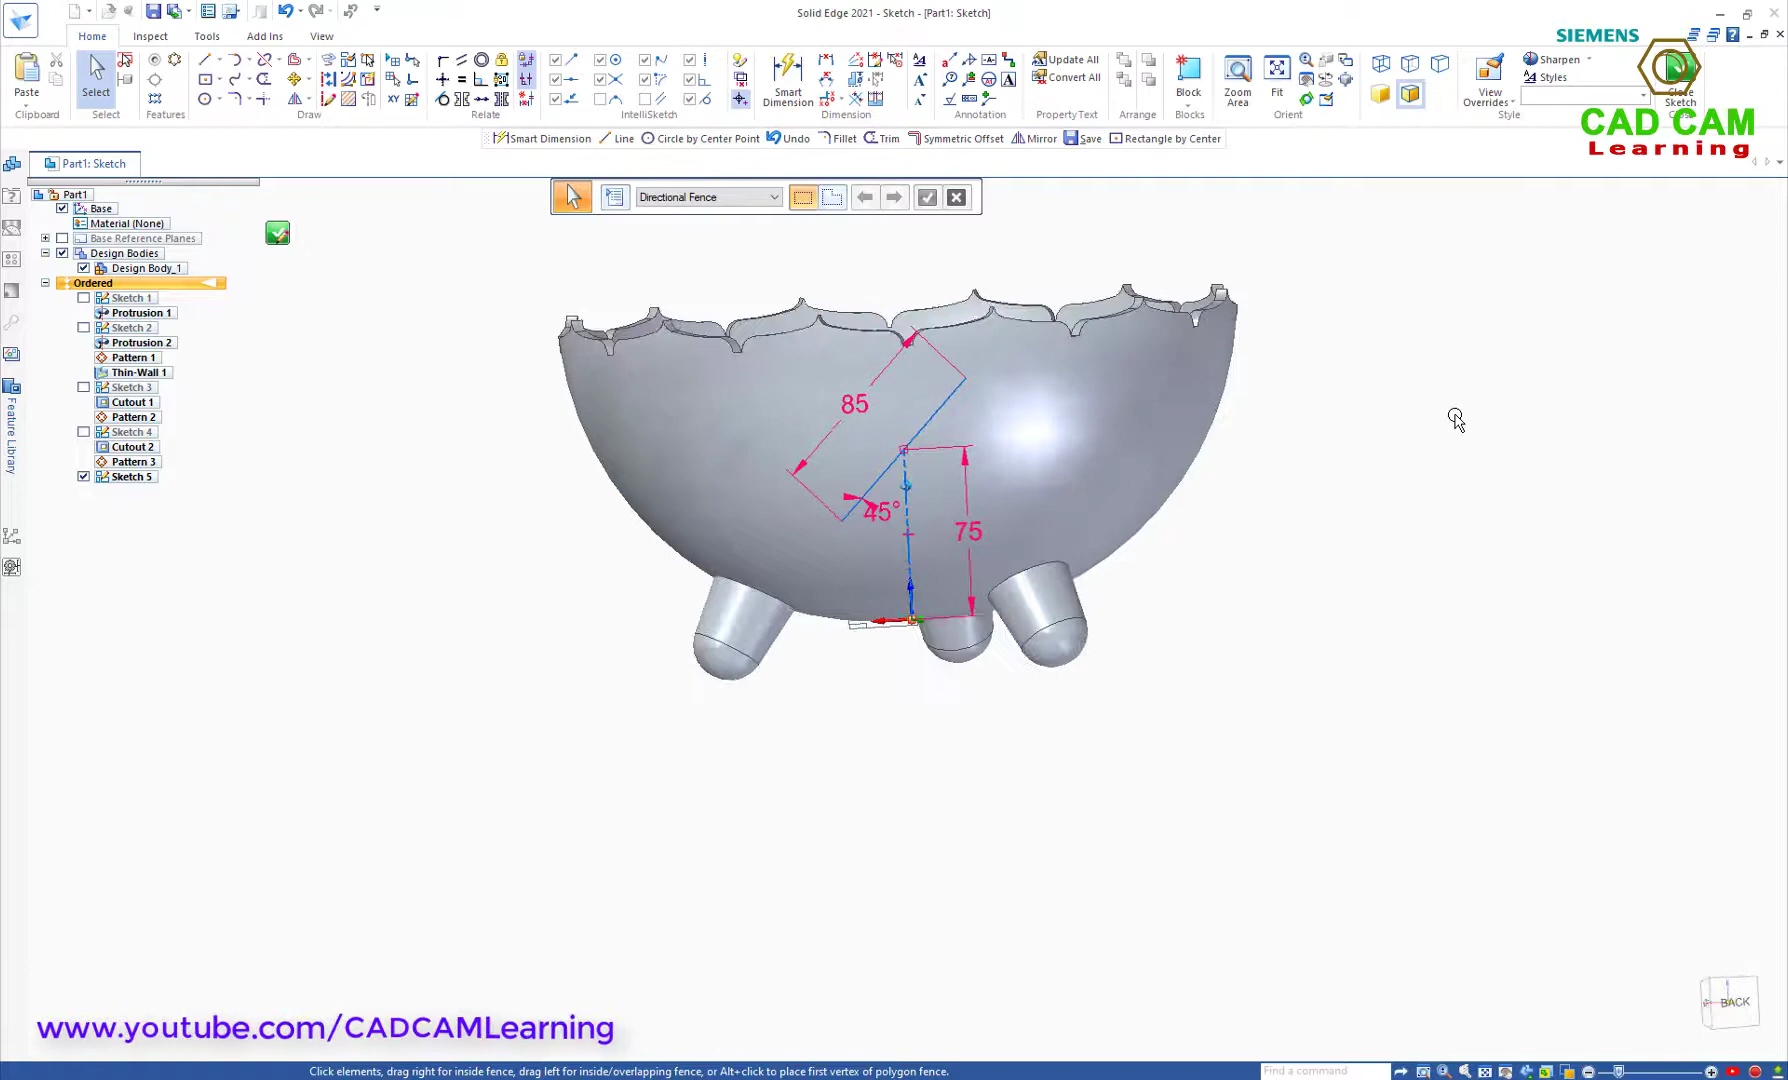 Solid Edge 2021 - Sketch - [Part1: Sketch]
Home
Inspect
Tools
Add Ins
View
SIEMENS
Paste
Select
Smart Dimension
Update All
Convert All
Block
Zoom Area
Fit
View Overrides
Sharpen
Styles
Close Sketch
Clipboard
Select
Features
Draw
Relate
IntelliSketch
Dimension
Annotation
PropertyText
Arrange
Blocks
Orient
Style
CAD CAM
Learning
Smart Dimension
Line
Circle by Center Point
Undo
Fillet
Trim
Symmetric Offset
Mirror
Save
Rectangle by Center
Part1: Sketch
Directional Fence
Part1
Base
Material (None)
Base Reference Planes
Design Bodies
Design Body_1
Ordered
Sketch 1
Protrusion 1
Sketch 2
Protrusion 2
Pattern 1
Thin-Wall 1
Sketch 3
Cutout 1
Pattern 2
Sketch 4
Cutout 2
Pattern 3
Sketch 5
Feature Library
85
45°
75
BACK
www.youtube.com/CADCAMLearning
Click elements, drag right for inside fence, drag left for inside/overlapping fence, or Alt+click to place first vertex of polygon fence.
Find a command